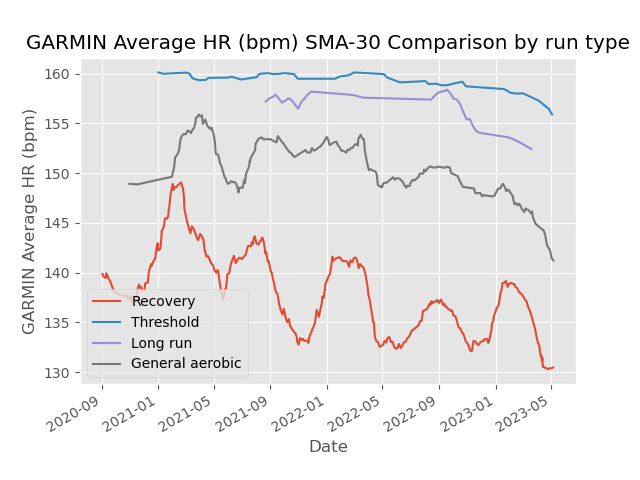 GARMIN Average HR (bpm) SMA-30 Comparison by run type
GARMIN Average HR (bpm)
160
155
150
145
140
135
130
Recovery
Threshold
Long run
General aerobic
2020-09
2021-01
2021-05
2021-09
2022-01
2022-05
2022-09
2023-01
2023-05
Date